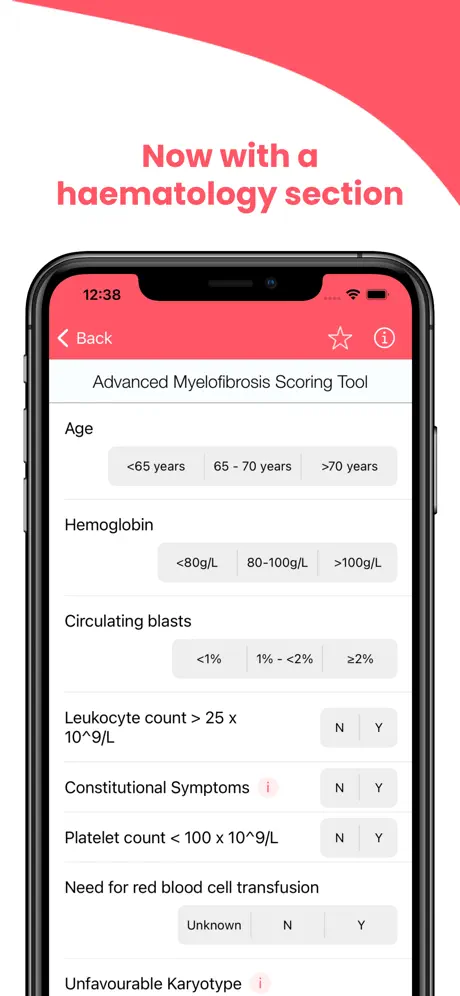 Now with a
haematology section
12:38
Back
Advanced Myelofibrosis Scoring Tool
Age
<65 years 65 - 70 years >70 years
Hemoglobin
<80g/L 80-100g/L >100g/L
Circulating blasts
<1% 1% - <2% ≥2%
Leukocyte count > 25 x
10^9/L
N Y
Constitutional Symptoms i
N Y
Platelet count < 100 x 10^9/L
N Y
Need for red blood cell transfusion
Unknown N Y
Unfavourable Karyotype i